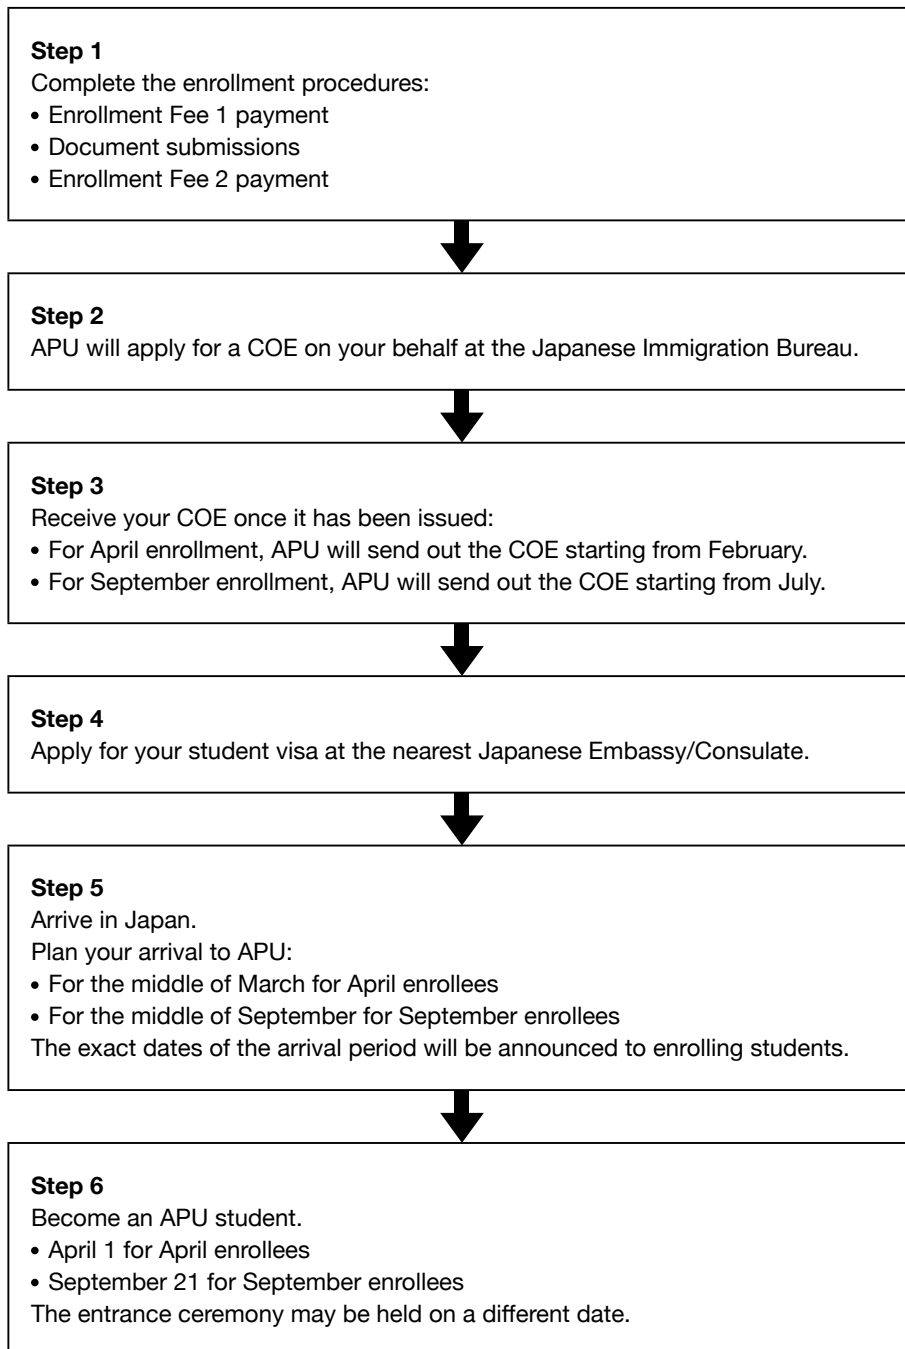 Step 1
Complete the enrollment procedures:
• Enrollment Fee 1 payment
• Document submissions
• Enrollment Fee 2 payment
Step 2
APU will apply for a COE on your behalf at the Japanese Immigration Bureau.
Step 3
Receive your COE once it has been issued:
• For April enrollment, APU will send out the COE starting from February.
• For September enrollment, APU will send out the COE starting from July.
Step 4
Apply for your student visa at the nearest Japanese Embassy/Consulate.
Step 5
Arrive in Japan.
Plan your arrival to APU:
• For the middle of March for April enrollees
• For the middle of September for September enrollees
The exact dates of the arrival period will be announced to enrolling students.
Step 6
Become an APU student.
• April 1 for April enrollees
• September 21 for September enrollees
The entrance ceremony may be held on a different date.